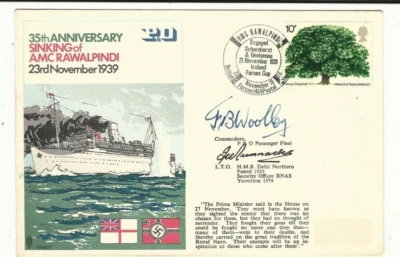 35th ANNIVERSARY
SINKING of
AMC RAWALPINDI
23rd November 1939
P&O
HMS RAWALPINDI
Engaged
Scharnhorst
& Gneisenau
23 November 1939
Iceland
Faroes Gap
10P
F B Woolley
Commodore,
P & O Passenger Fleet
L.T.O. H.M.S. Delhi Northern
Patrol 1939
Security Officer RNAS
Yeovilton 1974
"The Prime Minister said in the House on
27 November, "They must have known as
they sighted the enemy that there was no
chance for them, but they had no thought of
surrender. They fought their guns till they
could be fought no more and they then—
many of them—went to their deaths, and
thereby carried on the great tradition of the
Royal Navy. Their example will be an in-
spiration to those who come after them"."